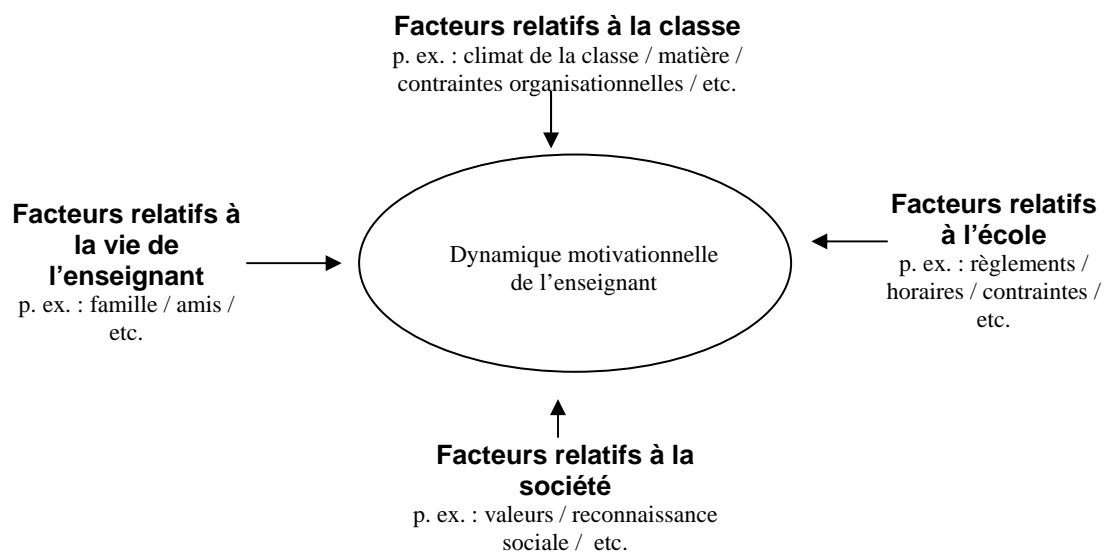 Facteurs relatifs à la classe
p. ex. : climat de la classe / matière /
contraintes organisationnelles / etc.
Facteurs relatifs à
la vie de
l'enseignant
p. ex. : famille / amis /
etc.
Dynamique motivationnelle
de l'enseignant
Facteurs relatifs
à l'école
p. ex. : règlements /
horaires / contraintes /
etc.
Facteurs relatifs à la
société
p. ex. : valeurs / reconnaissance
sociale / etc.